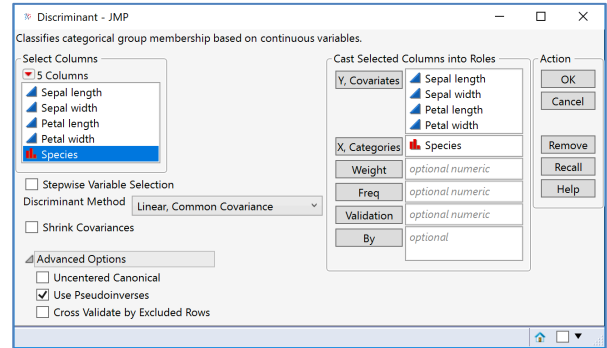 Discriminant - JMP
Classifies categorical group membership based on continuous variables.
Select Columns
5 Columns
Sepal length
Sepal width
Petal length
Petal width
Species
Stepwise Variable Selection
Discriminant Method Linear, Common Covariance
Shrink Covariances
Advanced Options
Uncentered Canonical
Use Pseudoinverses
Cross Validate by Excluded Rows
Cast Selected Columns into Roles
Y, Covariates
Sepal length
Sepal width
Petal length
Petal width
X, Categories Species
Weight optional numeric
Freq optional numeric
Validation optional numeric
By optional
Action
OK
Cancel
Remove
Recall
Help